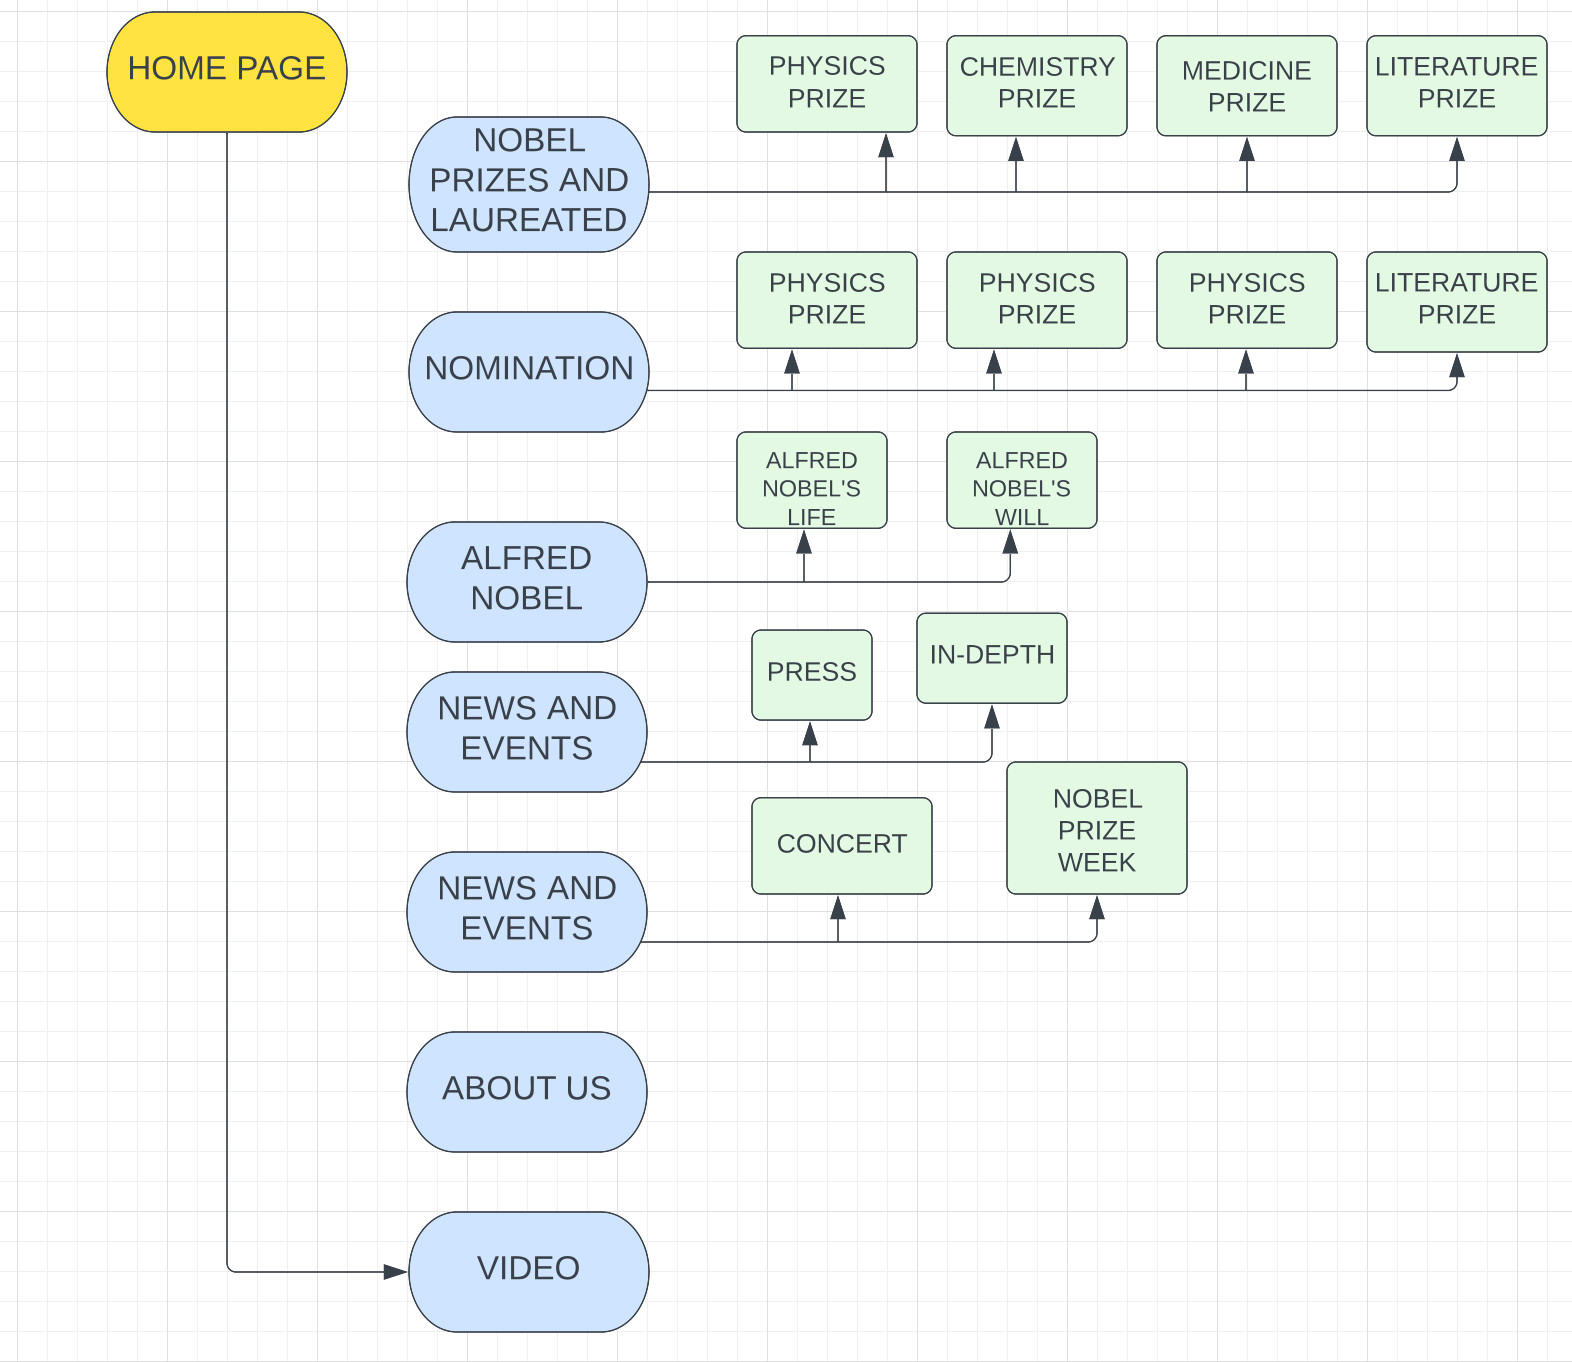 HOME PAGE
PHYSICS
PRIZE
CHEMISTRY
PRIZE
MEDICINE
PRIZE
LITERATURE
PRIZE
NOBEL
PRIZES AND
LAUREATED
PHYSICS
PRIZE
PHYSICS
PRIZE
PHYSICS
PRIZE
LITERATURE
PRIZE
NOMINATION
ALFRED
NOBEL'S
LIFE
ALFRED
NOBEL'S
WILL
ALFRED
NOBEL
PRESS
IN-DEPTH
NEWS AND
EVENTS
CONCERT
NOBEL
PRIZE
WEEK
NEWS AND
EVENTS
ABOUT US
VIDEO